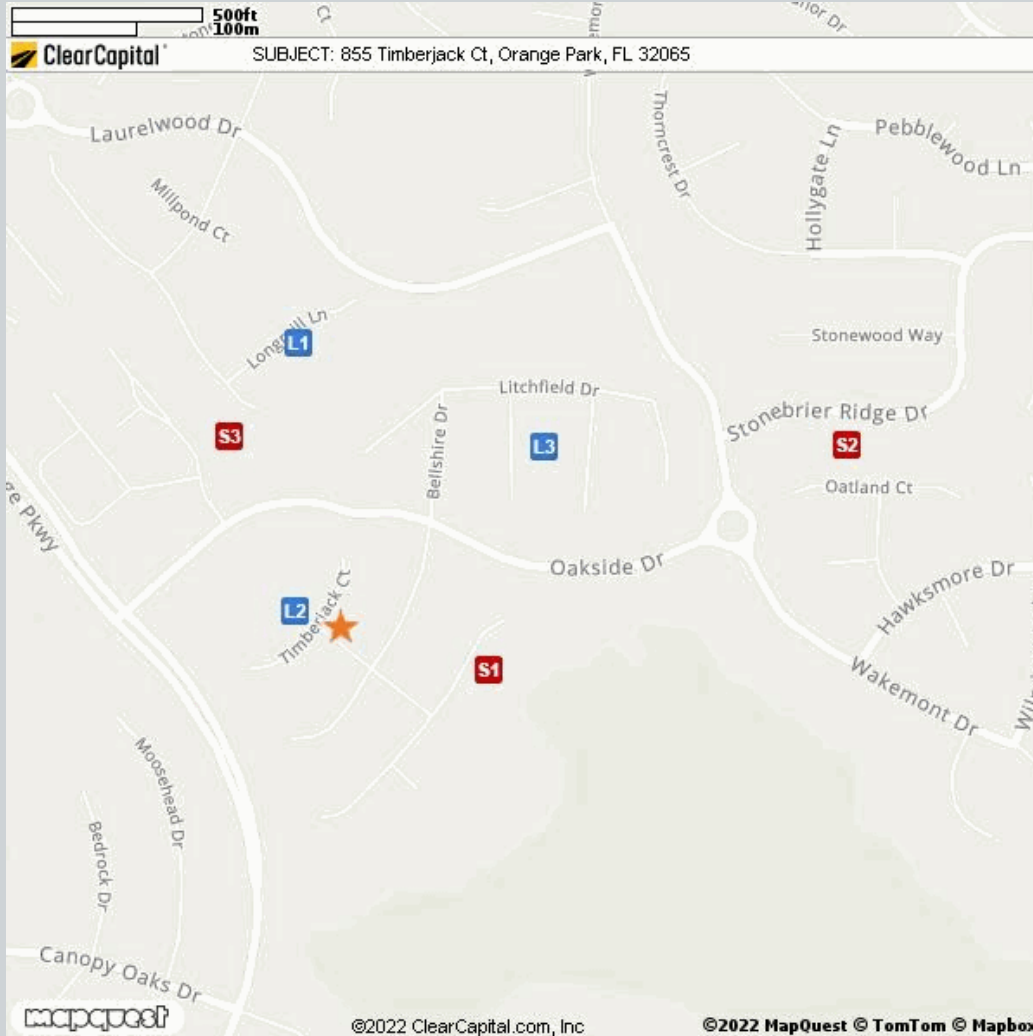 500ft
100m
Ct
ClearCapital
SUBJECT: 855 Timberjack Ct, Orange Park, FL 32065
Laurelwood Dr
Thorncrest Dr
Hollygate Ln
Pebblewood Ln
Millpond Ct
L1
Stonewood Way
Litchfield Dr
Stonebrier Ridge Dr
S3
Bellshire Dr
L3
S2
Oatland Ct
ge Pkwy
Oakside Dr
Hawksmore Dr
L2
Timberjack Ct
S1
Wakemont Dr
Moosehead Dr
Bedrock Dr
Canopy Oaks Dr
mapquest
©2022 ClearCapital.com, Inc
©2022 MapQuest © TomTom © Mapbox